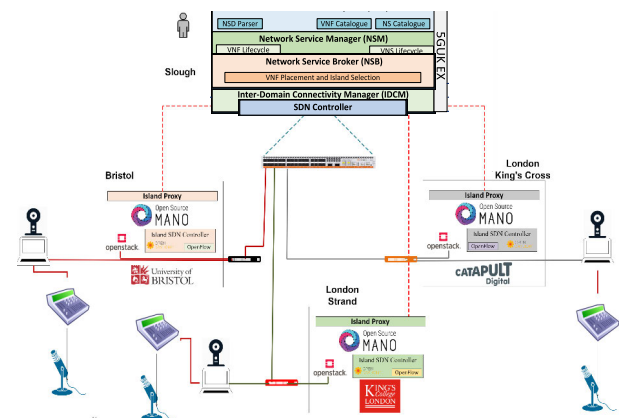 NSD Parser
VNF Catalogue
NS Catalogue
Network Service Manager (NSM)
VNF Lifecycle
VNS Lifecycle
5GUK EX
Network Service Broker (NSB)
Slough
VNF Placement and Island Selection
Inter-Domain Connectivity Manager (IDCM)
SDN Controller
Bristol
London
King's Cross
Island Proxy
Open Source
MANO
Island SDN Controller
OpenFlow
openstack.
University of
BRISTOL
Island Proxy
Open Source
MANO
Island SDN Controller
OpenFlow
openstack.
CATAPULT
Digital
London
Strand
Island Proxy
Open Source
MANO
Island SDN Controller
OpenFlow
openstack.
KING'S
College
LONDON